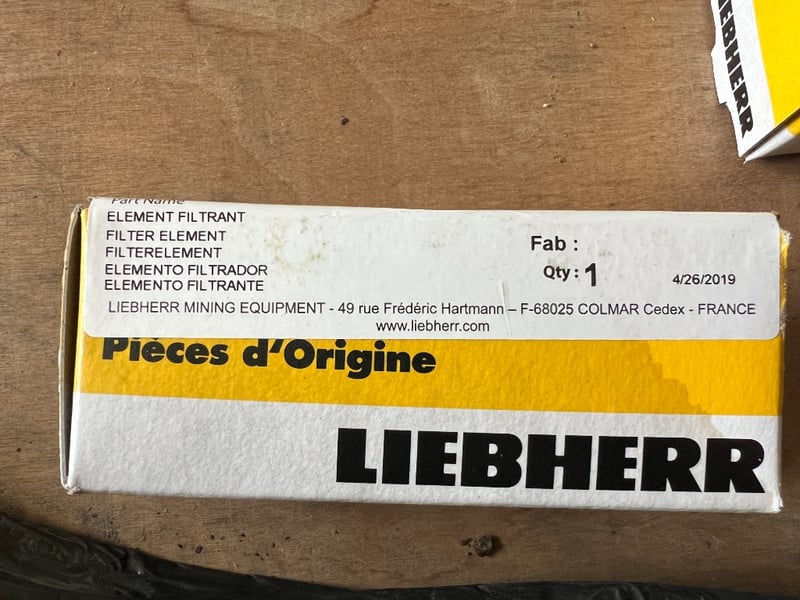 LIEBHERR
Part Name
ELEMENT FILTRANT
FILTER ELEMENT
FILTERELEMENT
ELEMENTO FILTRADOR
ELEMENTO FILTRANTE
Fab :
Qty : 1
4/26/2019
LIEBHERR MINING EQUIPMENT - 49 rue Frédéric Hartmann – F-68025 COLMAR Cedex - FRANCE
www.liebherr.com
Pièces d'Origine
LIEBHERR